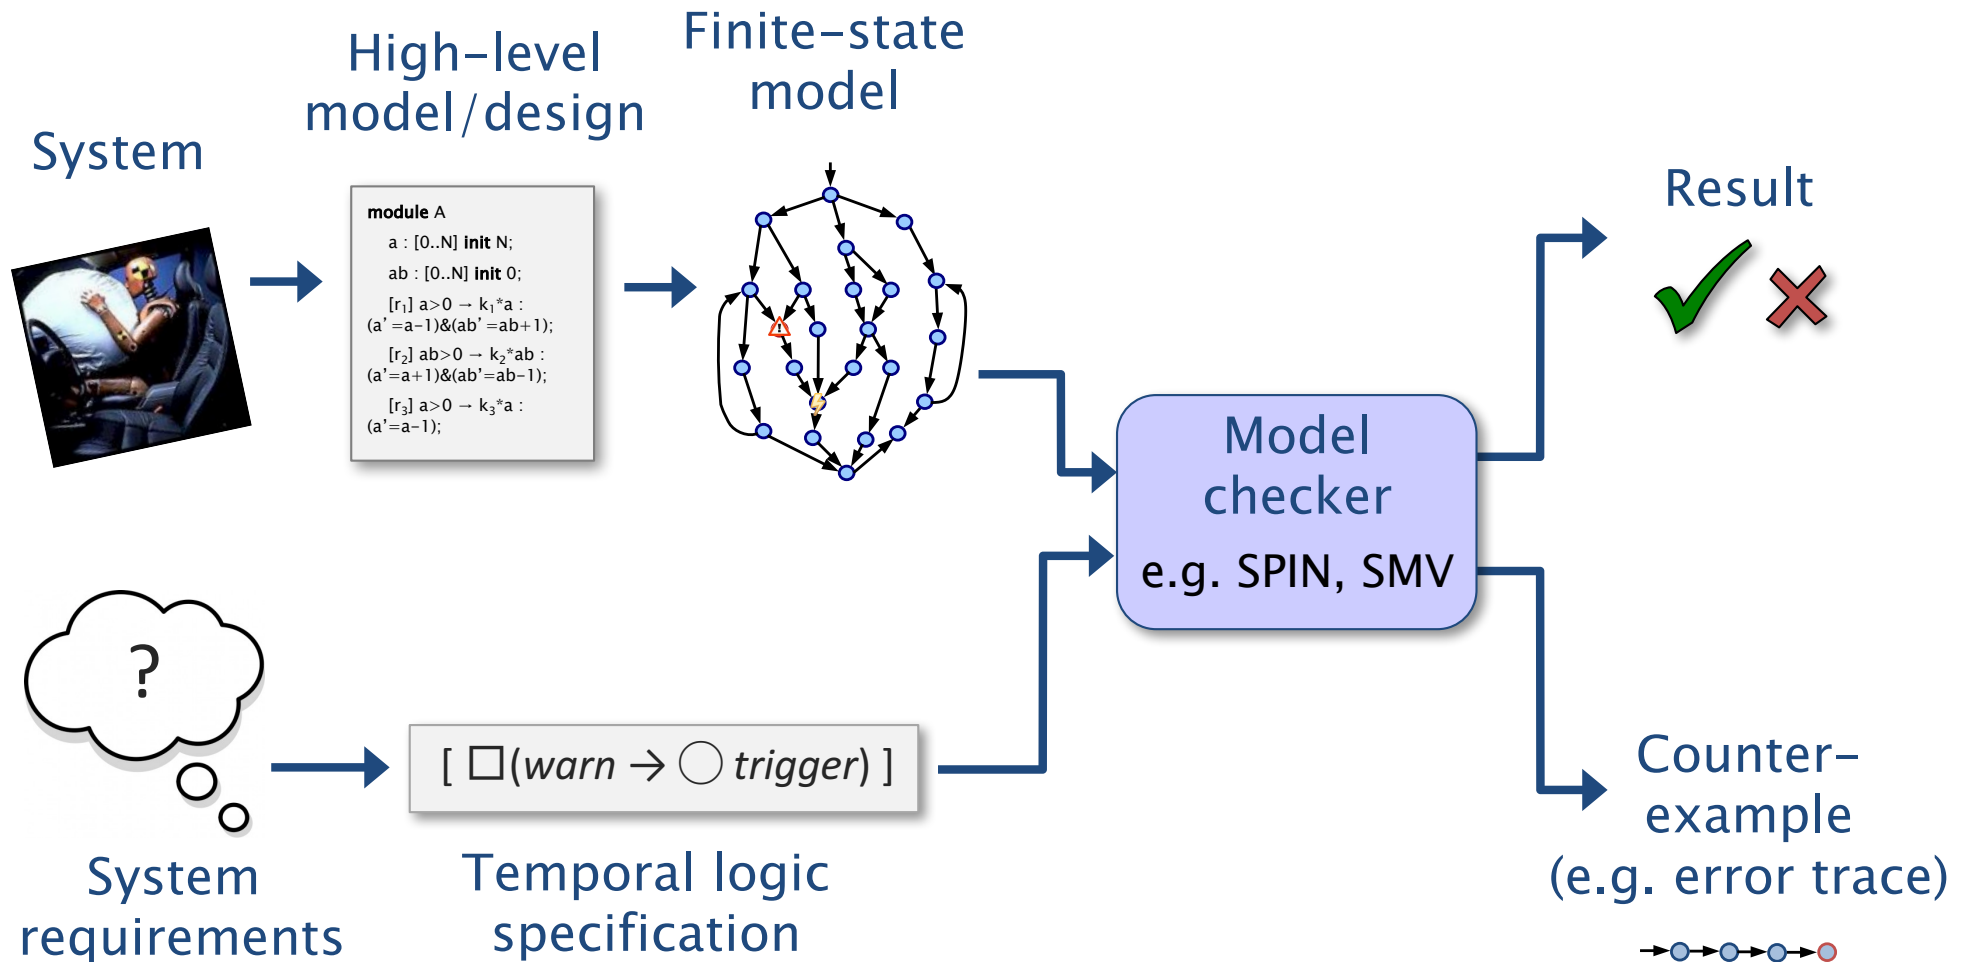 System
High-level
model/design
Finite-state
model
module A
a : [0..N] init N;
ab : [0..N] init 0;
[r₁] a>0 → k₁*a :
(a'=a-1)&(ab'=ab+1);
[r₂] ab>0 → k₂*ab :
(a'=a+1)&(ab'=ab-1);
[r₃] a>0 → k₃*a :
(a'=a-1);
!
Model
checker
e.g. SPIN, SMV
Result
?
System
requirements
[ □(warn → ○ trigger) ]
Temporal logic
specification
Counter-
example
(e.g. error trace)